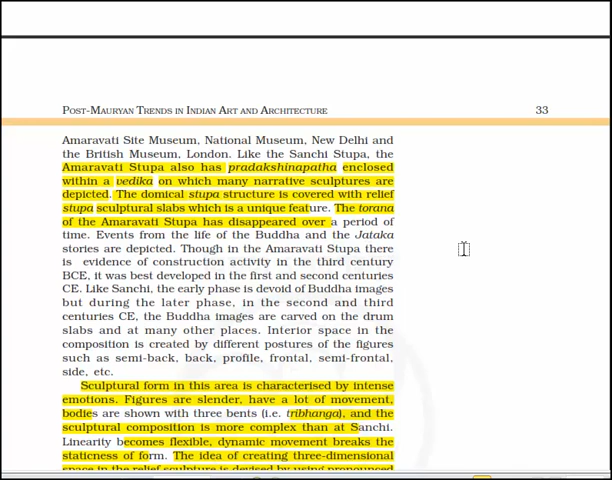 POST-MAURYAN TRENDS IN INDIAN ART AND ARCHITECTURE 33
Amaravati Site Museum, National Museum, New Delhi and
the British Museum, London. Like the Sanchi Stupa, the
Amaravati Stupa also has pradakshinapatha enclosed
within a vedika on which many narrative sculptures are
depicted. The domical stupa structure is covered with relief
stupa sculptural slabs which is a unique feature. The torana
of the Amaravati Stupa has disappeared over a period of
time. Events from the life of the Buddha and the Jataka
stories are depicted. Though in the Amaravati Stupa there
is evidence of construction activity in the third century
BCE, it was best developed in the first and second centuries
CE. Like Sanchi, the early phase is devoid of Buddha images
but during the later phase, in the second and third
centuries CE, the Buddha images are carved on the drum
slabs and at many other places. Interior space in the
composition is created by different postures of the figures
such as semi-back, back, profile, frontal, semi-frontal,
side, etc.
Sculptural form in this area is characterised by intense
emotions. Figures are slender, have a lot of movement,
bodies are shown with three bents (i.e. tribhanga), and the
sculptural composition is more complex than at Sanchi.
Linearity becomes flexible, dynamic movement breaks the
staticness of form. The idea of creating three-dimensional
space in the relief sculpture is devised by using pronounced